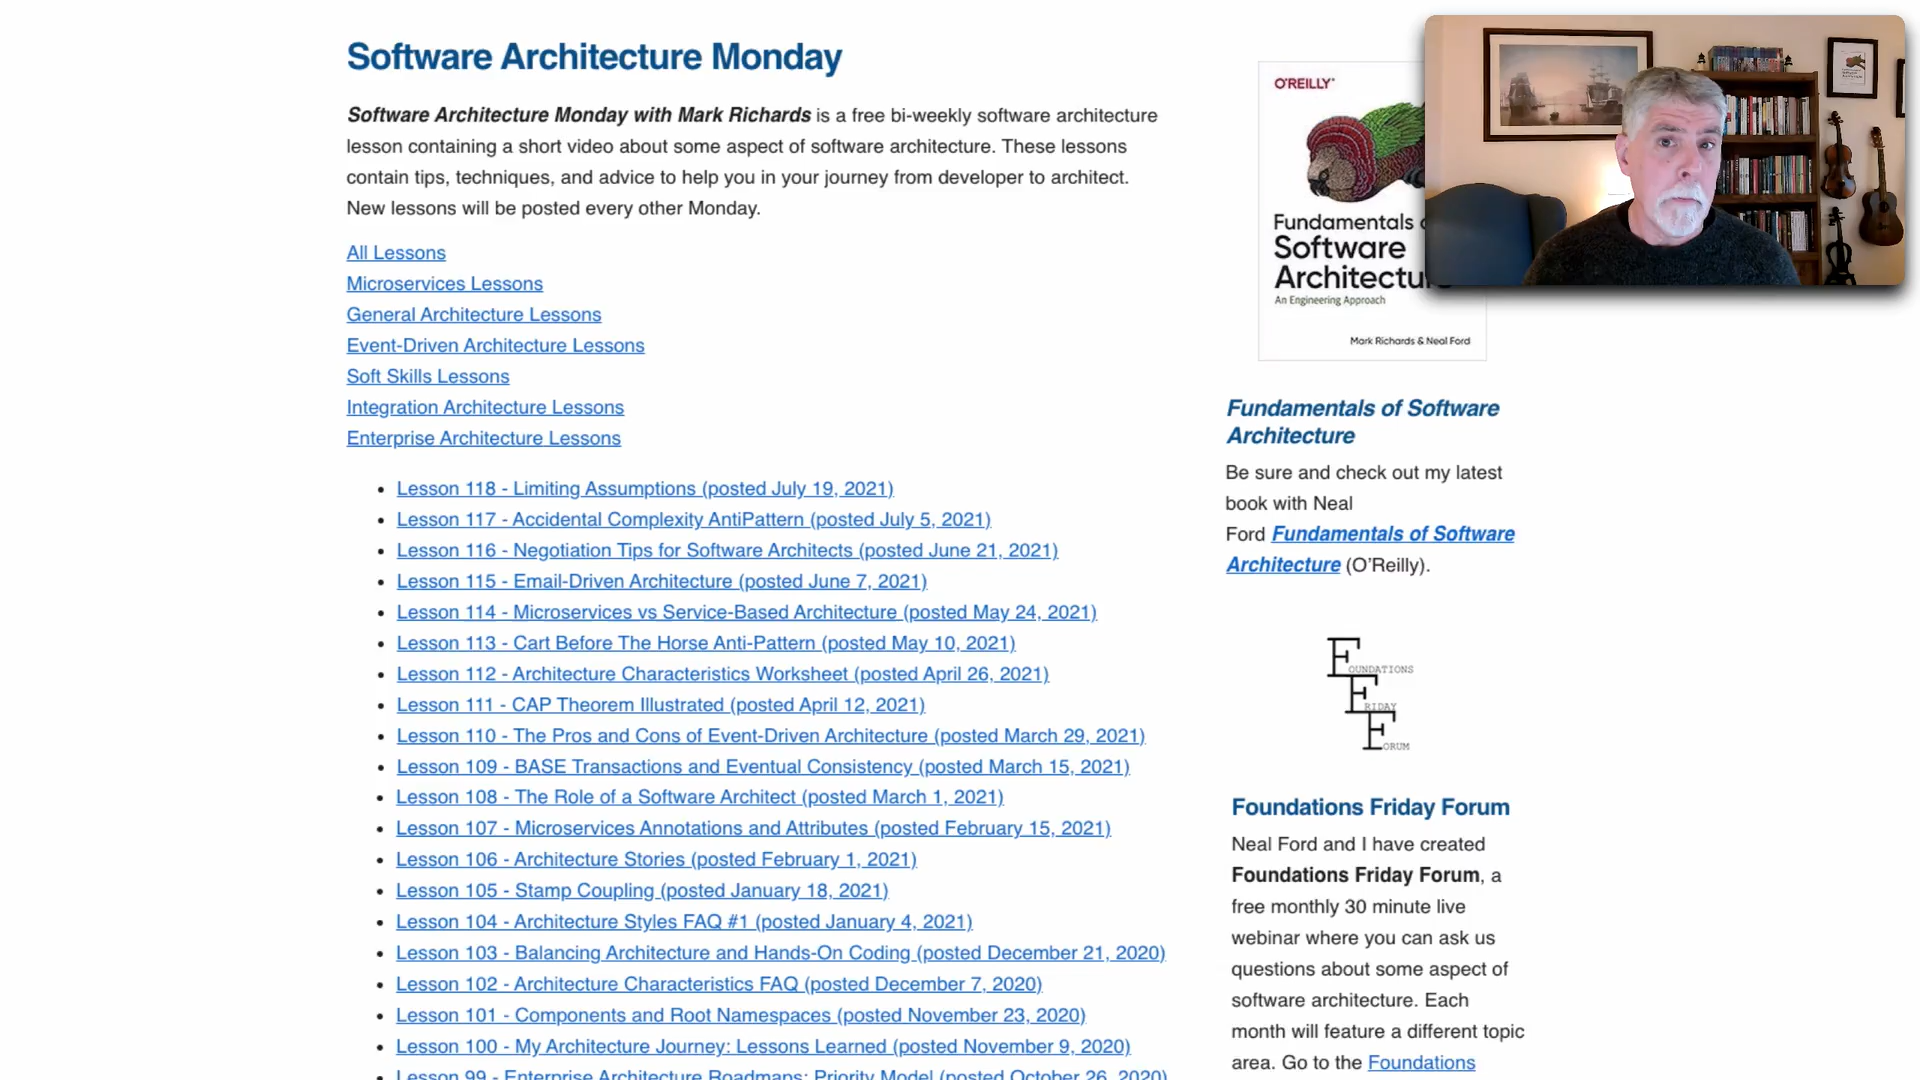 Software Architecture Monday
Software Architecture Monday with Mark Richards is a free bi-weekly software architecture
lesson containing a short video about some aspect of software architecture. These lessons
contain tips, techniques, and advice to help you in your journey from developer to architect.
New lessons will be posted every other Monday.
All Lessons
Microservices Lessons
General Architecture Lessons
Event-Driven Architecture Lessons
Soft Skills Lessons
Integration Architecture Lessons
Enterprise Architecture Lessons
Lesson 118 - Limiting Assumptions (posted July 19, 2021)
Lesson 117 - Accidental Complexity AntiPattern (posted July 5, 2021)
Lesson 116 - Negotiation Tips for Software Architects (posted June 21, 2021)
Lesson 115 - Email-Driven Architecture (posted June 7, 2021)
Lesson 114 - Microservices vs Service-Based Architecture (posted May 24, 2021)
Lesson 113 - Cart Before The Horse Anti-Pattern (posted May 10, 2021)
Lesson 112 - Architecture Characteristics Worksheet (posted April 26, 2021)
Lesson 111 - CAP Theorem Illustrated (posted April 12, 2021)
Lesson 110 - The Pros and Cons of Event-Driven Architecture (posted March 29, 2021)
Lesson 109 - BASE Transactions and Eventual Consistency (posted March 15, 2021)
Lesson 108 - The Role of a Software Architect (posted March 1, 2021)
Lesson 107 - Microservices Annotations and Attributes (posted February 15, 2021)
Lesson 106 - Architecture Stories (posted February 1, 2021)
Lesson 105 - Stamp Coupling (posted January 18, 2021)
Lesson 104 - Architecture Styles FAQ #1 (posted January 4, 2021)
Lesson 103 - Balancing Architecture and Hands-On Coding (posted December 21, 2020)
Lesson 102 - Architecture Characteristics FAQ (posted December 7, 2020)
Lesson 101 - Components and Root Namespaces (posted November 23, 2020)
Lesson 100 - My Architecture Journey: Lessons Learned (posted November 9, 2020)
Lesson 99 - Enterprise Architecture Roadmaps: Priority Model (posted October 26, 2020)
O'REILLY
Fundamentals
Software
Architectu
An Engineering Approach
Mark Richards & Neal Ford
Fundamentals of Software
Architecture
Be sure and check out my latest
book with Neal
Ford Fundamentals of Software
Architecture (O'Reilly).
FOUNDATIONS
FRIDAY
FORUM
Foundations Friday Forum
Neal Ford and I have created
Foundations Friday Forum, a
free monthly 30 minute live
webinar where you can ask us
questions about some aspect of
software architecture. Each
month will feature a different topic
area. Go to the Foundations